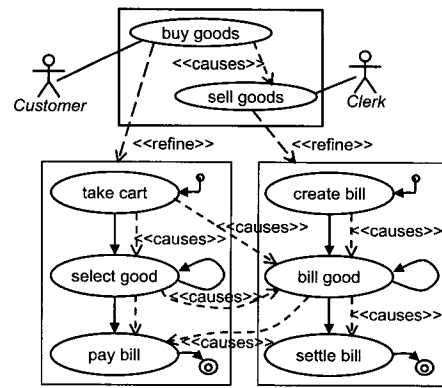 buy goods
<<causes>>
Customer
sell goods
Clerk
<<refine>>
<<refine>>
take cart
create bill
<<causes>>
<<causes>>
<<causes>>
select good
bill good
<<causes>>
<<causes>>
<<causes>>
<<causes>>
pay bill
settle bill